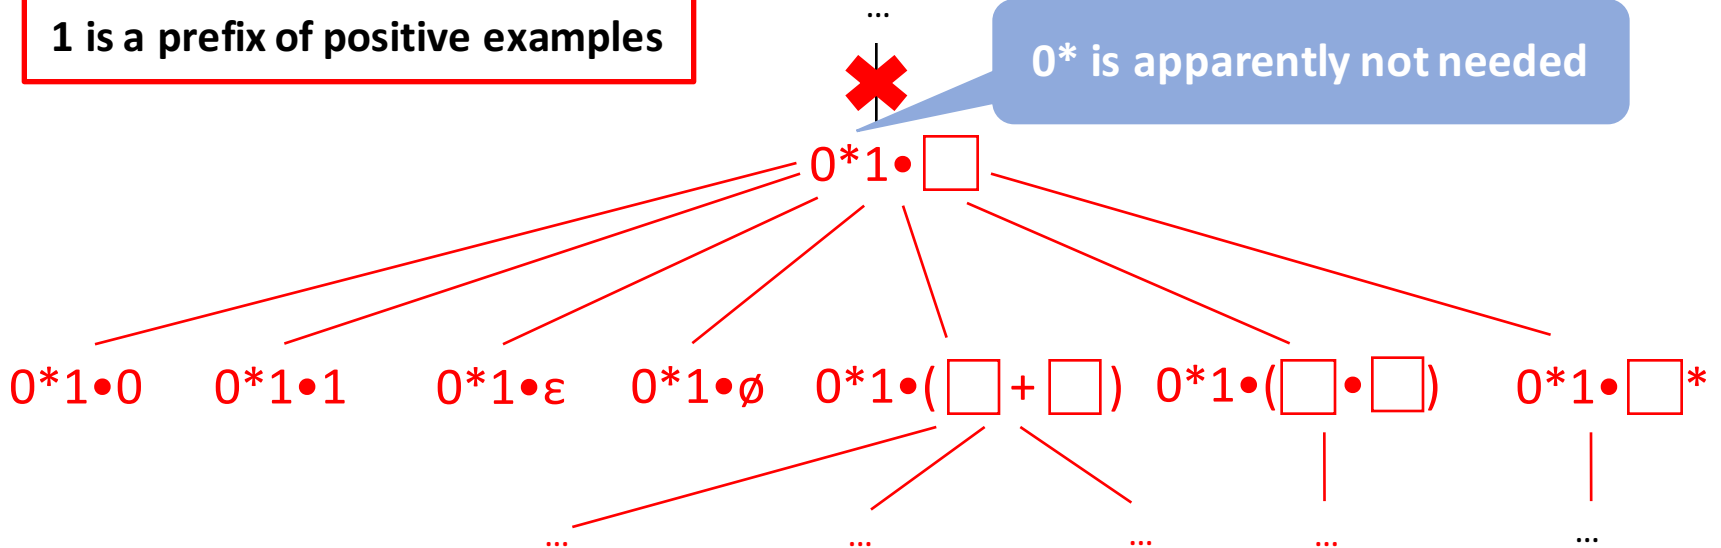 ...
1 is a prefix of positive examples
0* is apparently not needed
0*1•□
0*1•0 0*1•1 0*1•ε 0*1•ø 0*1•(□+□) 0*1•(□•□) 0*1•□*
... ... ... ... ...